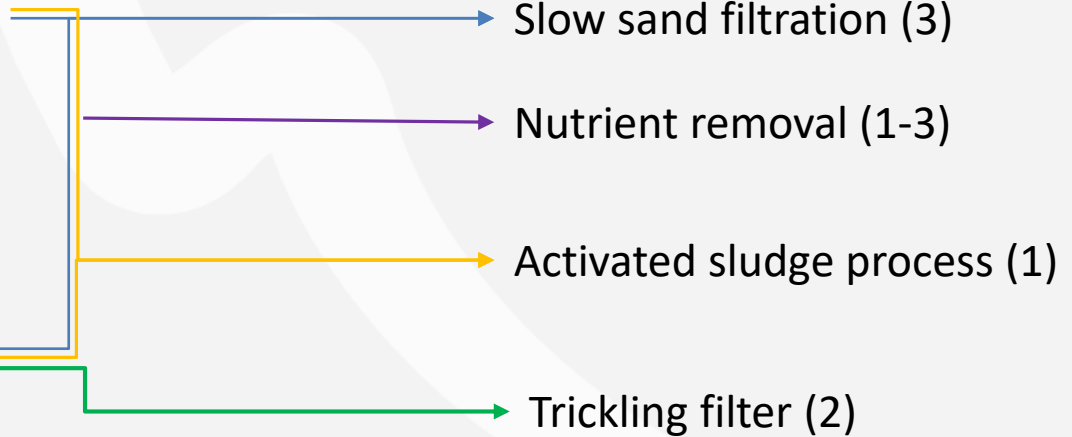 Slow sand filtration (3)
Nutrient removal (1-3)
Activated sludge process (1)
Trickling filter (2)